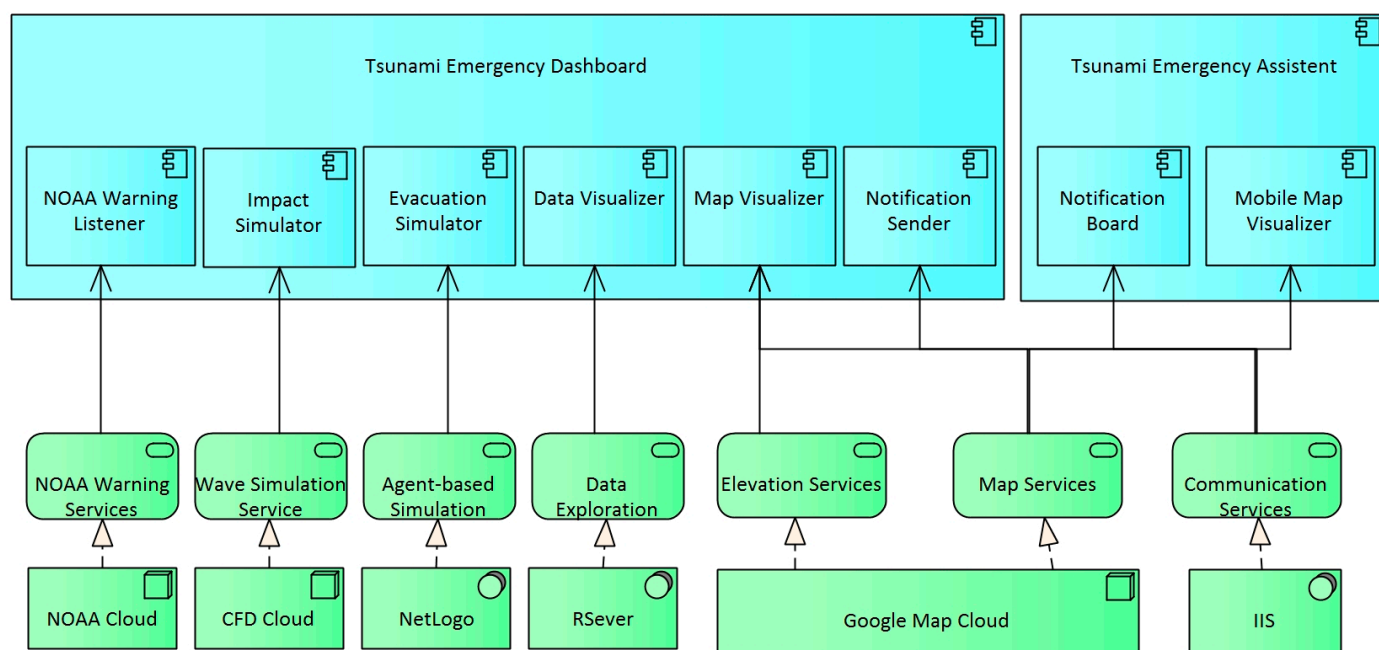 Tsunami Emergency Dashboard
Tsunami Emergency Assistent
NOAA Warning
Listener
Impact
Simulator
Evacuation
Simulator
Data Visualizer
Map Visualizer
Notification
Sender
Notification
Board
Mobile Map
Visualizer
NOAA Warning
Services
Wave Simulation
Service
Agent-based
Simulation
Data
Exploration
Elevation Services
Map Services
Communication
Services
NOAA Cloud
CFD Cloud
NetLogo
RSever
Google Map Cloud
IIS